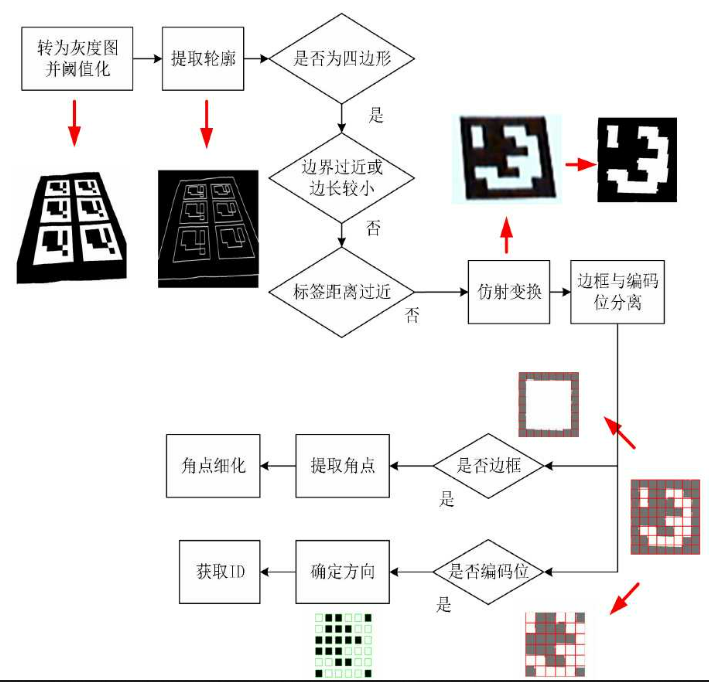 转为灰度图
并阈值化
提取轮廓
是否为四边形
是
边界过近或
边长较小
否
标签距离过近
否
仿射变换
边框与编码
位分离
角点细化
提取角点
是否边框
是
获取ID
确定方向
是否编码位
是